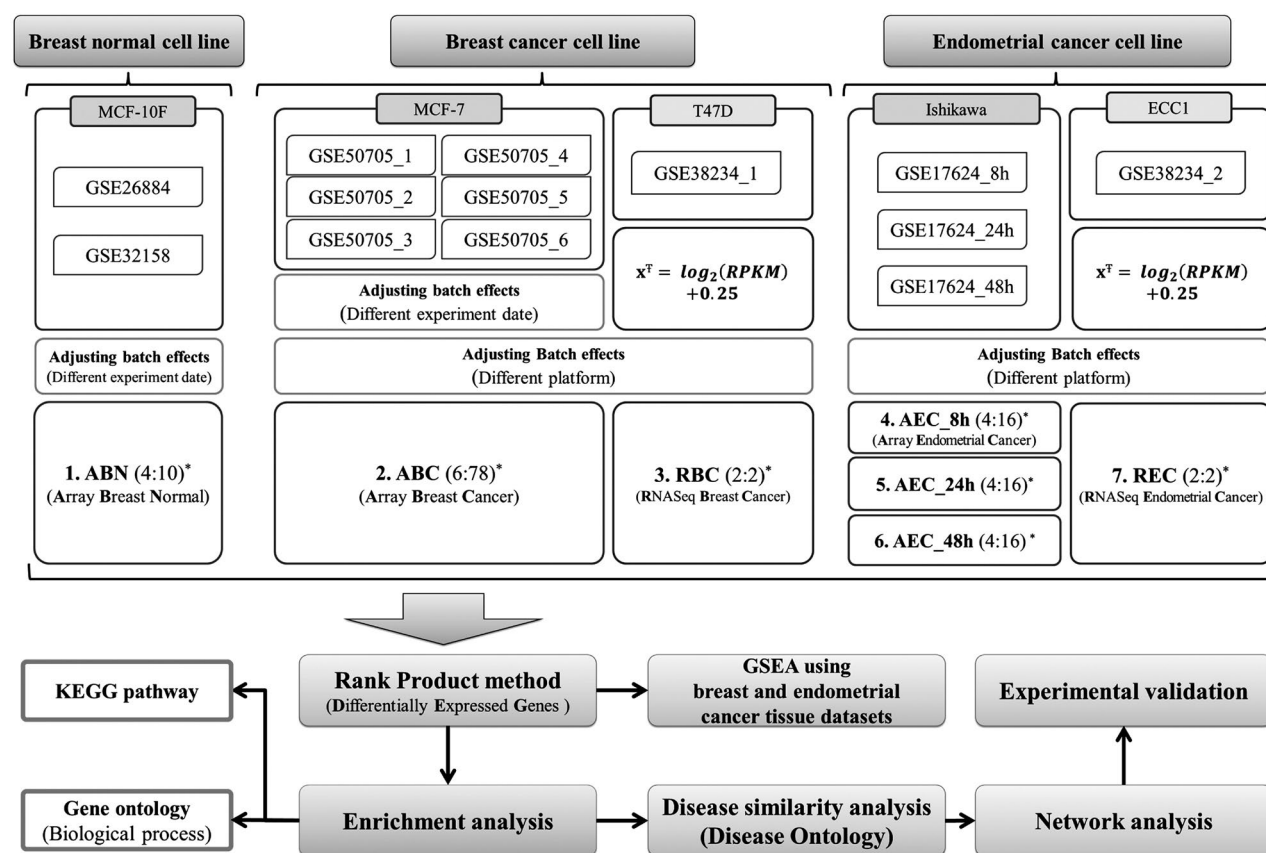 Breast normal cell line
Breast cancer cell line
Endometrial cancer cell line
MCF-10F
GSE26884
GSE32158
MCF-7
GSE50705_1
GSE50705_4
GSE50705_2
GSE50705_5
GSE50705_3
GSE50705_6
T47D
GSE38234_1
Ishikawa
GSE17624_8h
GSE17624_24h
GSE17624_48h
ECC1
GSE38234_2
Adjusting batch effects
(Different experiment date)
xᵀ = log₂(RPKM)
+0.25
xᵀ = log₂(RPKM)
+0.25
Adjusting batch effects
(Different experiment date)
Adjusting Batch effects
(Different platform)
Adjusting Batch effects
(Different platform)
1. ABN (4:10)*
(Array Breast Normal)
2. ABC (6:78)*
(Array Breast Cancer)
3. RBC (2:2)*
(RNASeq Breast Cancer)
4. AEC_8h (4:16)*
(Array Endometrial Cancer)
5. AEC_24h (4:16)*
6. AEC_48h (4:16)*
7. REC (2:2)*
(RNASeq Endometrial Cancer)
KEGG pathway
Rank Product method
(Differentially Expressed Genes )
GSEA using
breast and endometrial
cancer tissue datasets
Experimental validation
Gene ontology
(Biological process)
Enrichment analysis
Disease similarity analysis
(Disease Ontology)
Network analysis